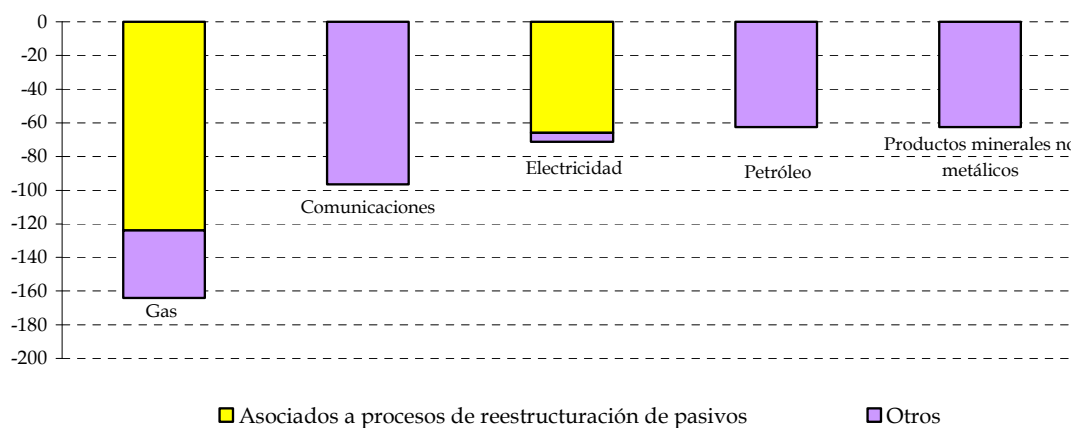 0
-20
-40
-60
-80
-100
-120
-140
-160
-180
-200
Gas
Comunicaciones
Electricidad
Petróleo
Productos minerales no
metálicos
Asociados a procesos de reestructuración de pasivos
Otros